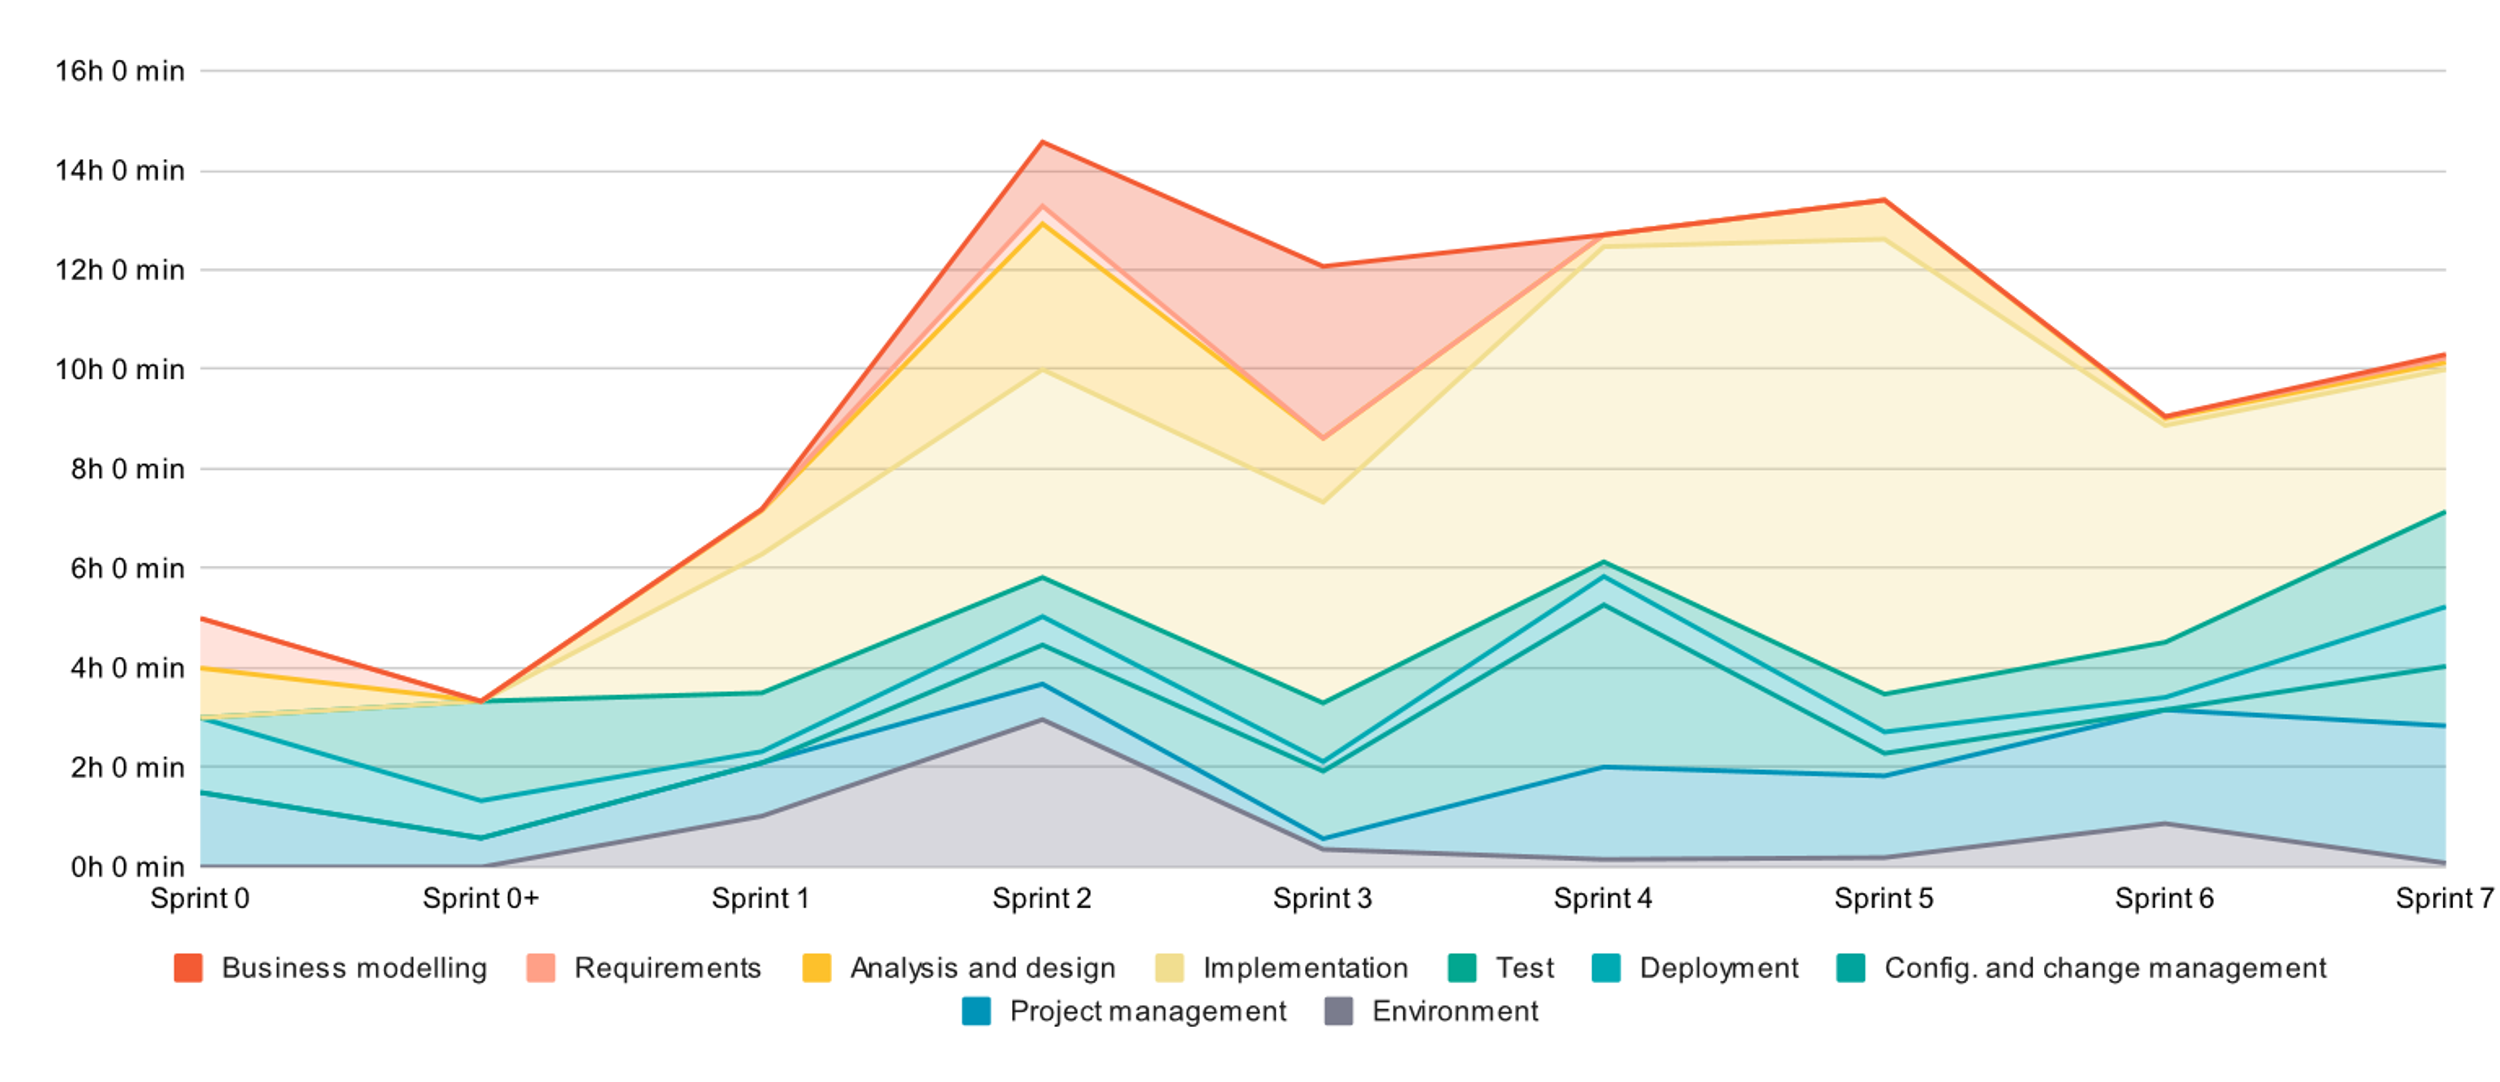 16h 0 min
14h 0 min
12h 0 min
10h 0 min
8h 0 min
6h 0 min
4h 0 min
2h 0 min
0h 0 min
Sprint 0 Sprint 0+ Sprint 1 Sprint 2 Sprint 3 Sprint 4 Sprint 5 Sprint 6 Sprint 7
Business modelling Requirements Analysis and design Implementation Test Deployment Config. and change management
Project management Environment